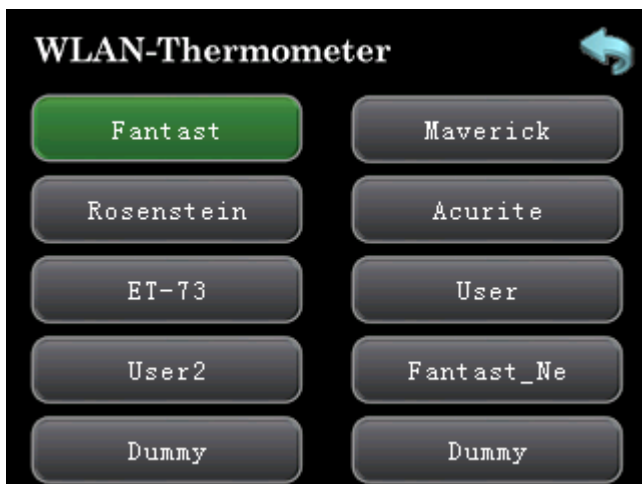 WLAN-Thermometer
Fantast Maverick
Rosenstein Acurite
ET-73 User
User2 Fantast_Ne
Dummy Dummy